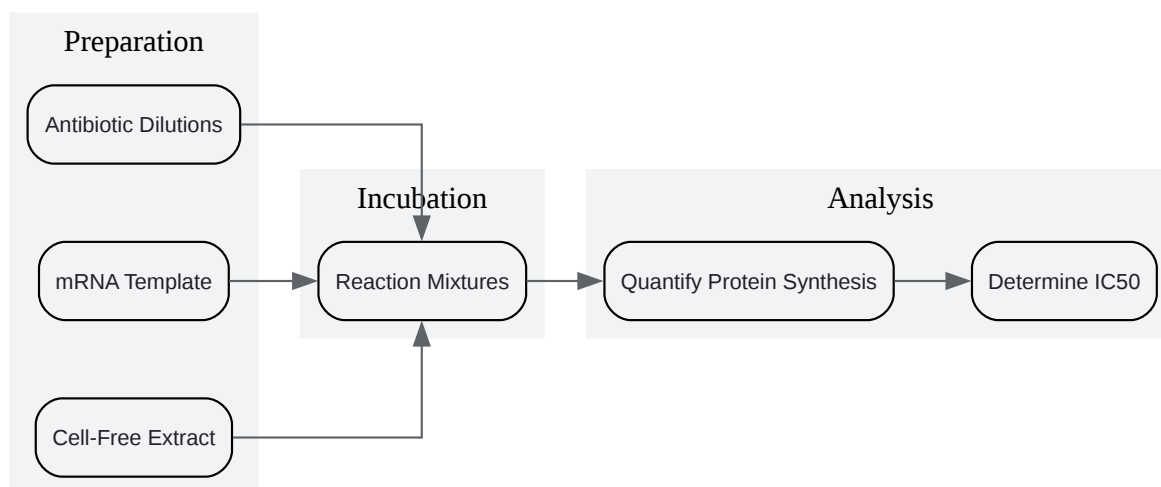 Preparation
Antibiotic Dilutions
Incubation
Analysis
mRNA Template
Reaction Mixtures
Quantify Protein Synthesis
Determine IC50
Cell-Free Extract